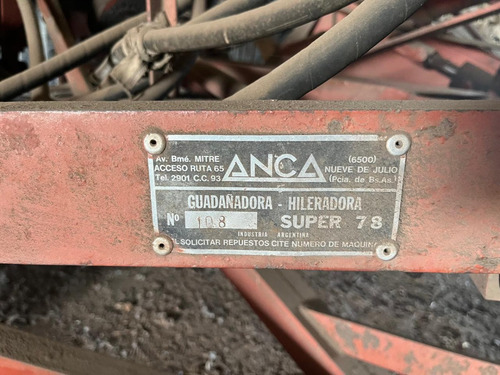 Av. Bmé. MITRE
ACCESO RUTA 65
Tel. 2901 C.C. 93
ANCA
(6500)
NUEVE DE JULIO
(Pcia. de Bs.As.)
GUADAÑADORA - HILERADORA
Nº 108 SUPER 78
INDUSTRIA ARGENTINA
AL SOLICITAR REPUESTOS CITE NUMERO DE MAQUINA